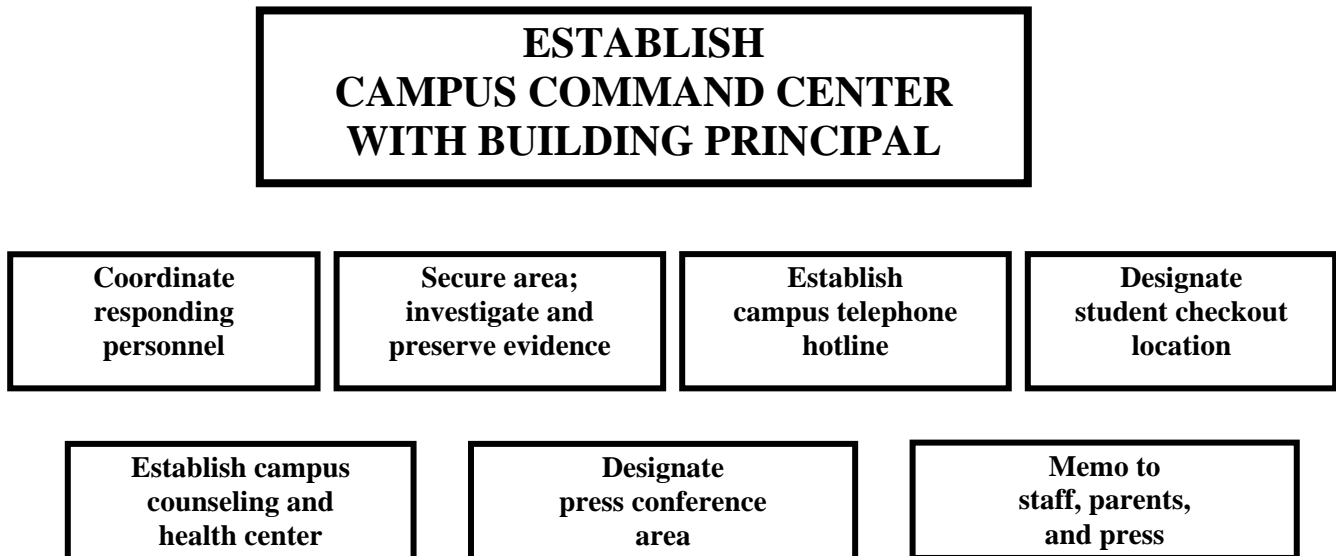 ESTABLISH
CAMPUS COMMAND CENTER
WITH BUILDING PRINCIPAL
Coordinate
responding
personnel
Secure area;
investigate and
preserve evidence
Establish
campus telephone
hotline
Designate
student checkout
location
Establish campus
counseling and
health center
Designate
press conference
area
Memo to
staff, parents,
and press